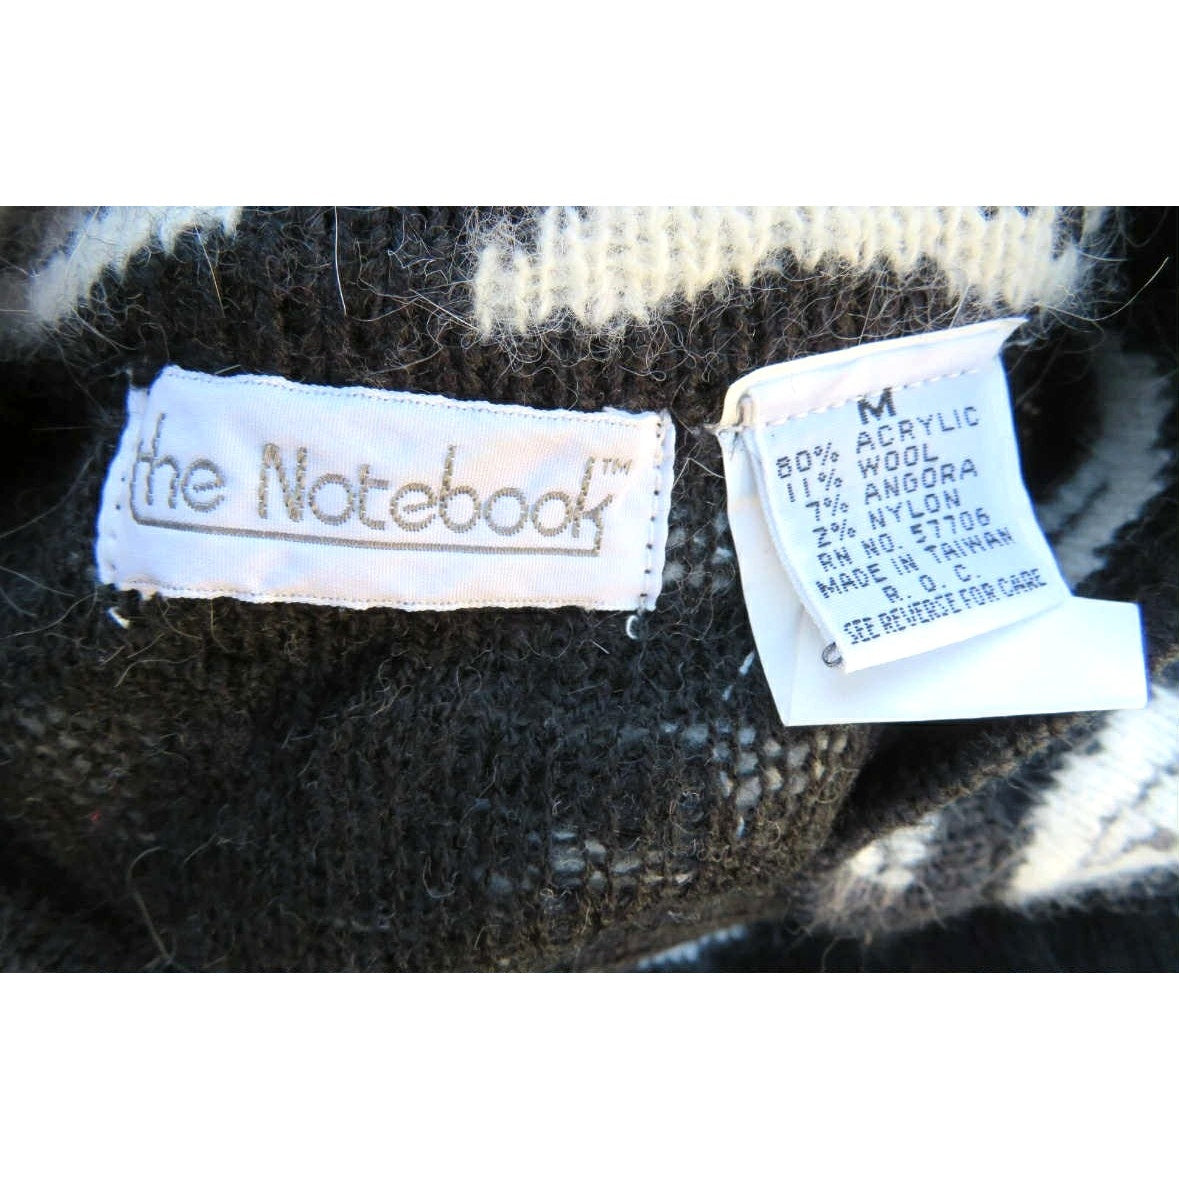 the Notebook™
M
80% ACRYLIC
11% WOOL
7% ANGORA
2% NYLON
RN NO. 57706
MADE IN TAIWAN
R. O. C.
SEE REVERSE FOR CARE